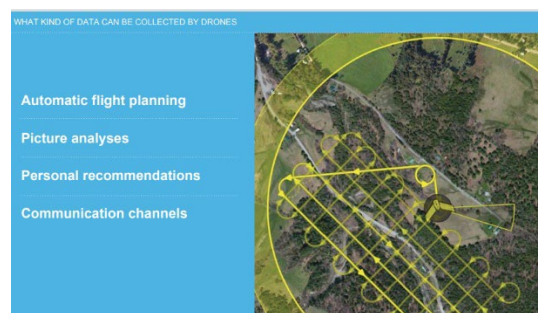 WHAT KIND OF DATA CAN BE COLLECTED BY DRONES
Automatic flight planning
Picture analyses
Personal recommendations
Communication channels